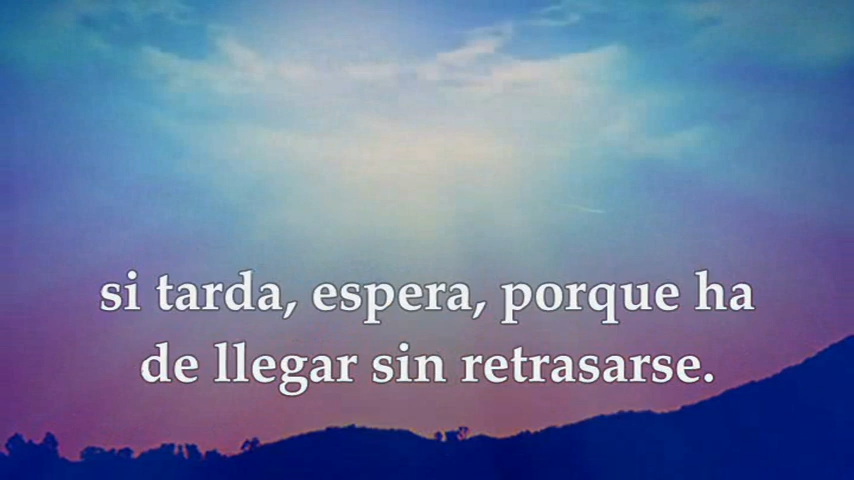 si tarda, espera, porque ha
de llegar sin retrasarse.